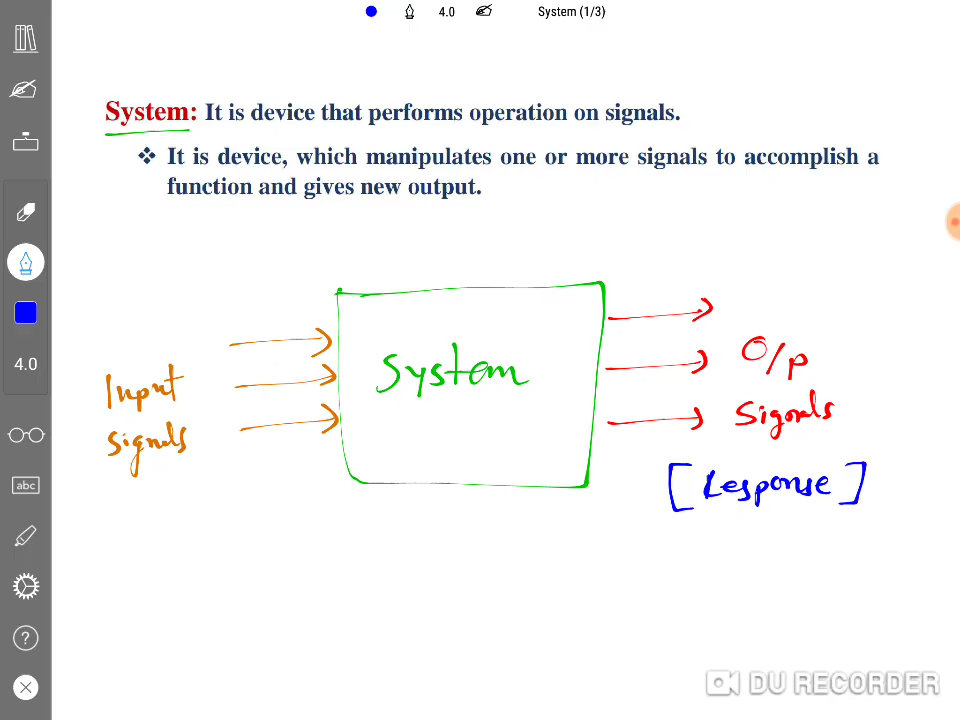 4.0 System (1/3)
System: It is device that performs operation on signals.
❖ It is device, which manipulates one or more signals to accomplish a
function and gives new output.
System
Input
signals
O/p
Signals
[Response]
4.0
abc
?
DU RECORDER